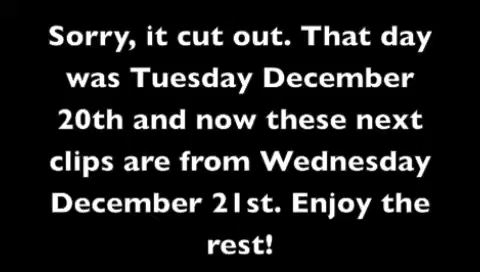 Sorry, it cut out. That day
was Tuesday December
20th and now these next
clips are from Wednesday
December 21st. Enjoy the
rest!